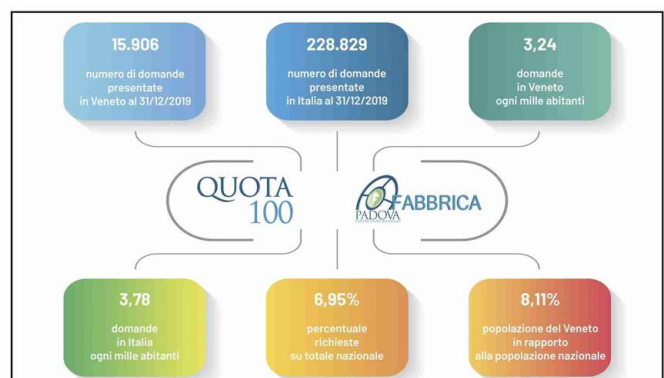 15.906
numero di domande
presentate
in Veneto al 31/12/2019
228.829
numero di domande
presentate
in Italia al 31/12/2019
3,24
domande
in Veneto
ogni mille abitanti
QUOTA
100
FABBRICA
PADOVA
3,78
domande
in Italia
ogni mille abitanti
6,95%
percentuale
richieste
su totale nazionale
8,11%
popolazione del Veneto
in rapporto
alla popolazione nazionale